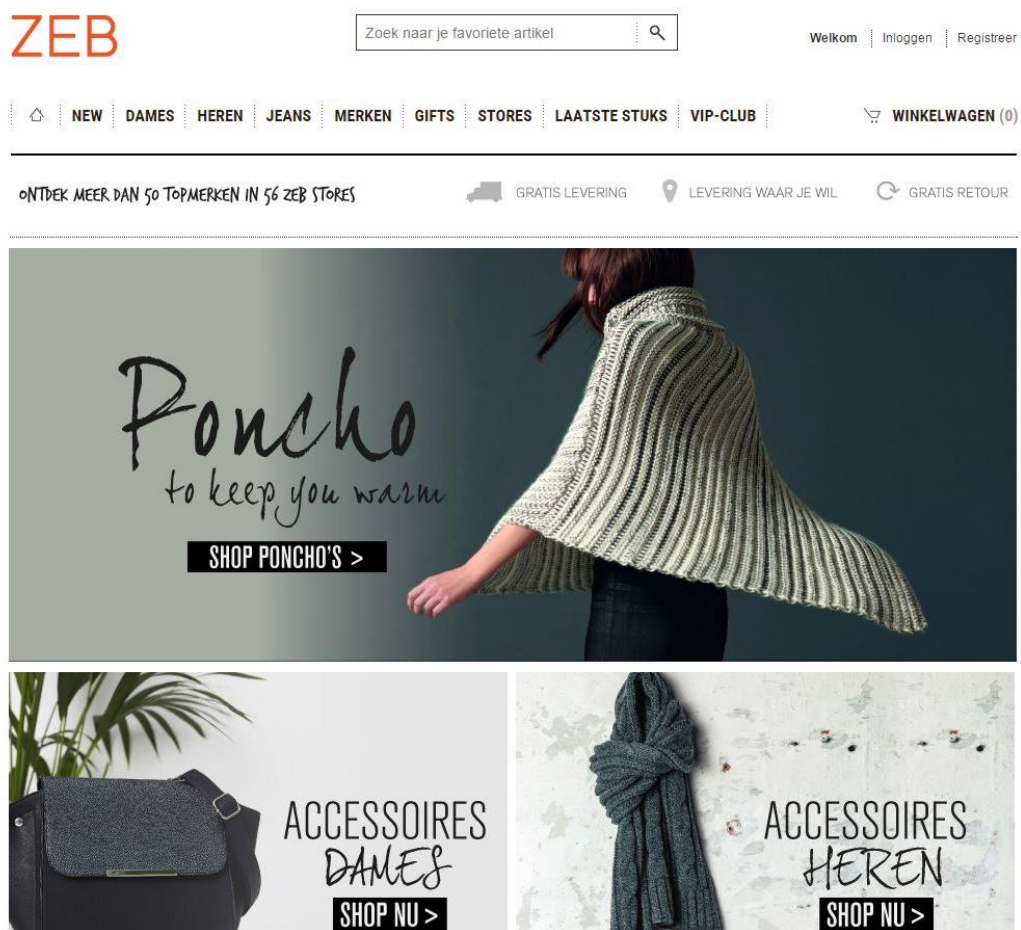 ZEB
Zoek naar je favoriete artikel
Welkom Inloggen Registreer
NEW DAMES HEREN JEANS MERKEN GIFTS STORES LAATSTE STUKS VIP-CLUB WINKELWAGEN (0)
ONTDEK MEER DAN 50 TOPMERKEN IN 56 ZEB STORES GRATIS LEVERING LEVERING WAAR JE WIL GRATIS RETOUR
Poncho
to keep you warm
SHOP PONCHO'S >
ACCESSOIRES
DAMES
SHOP NU >
ACCESSOIRES
HEREN
SHOP NU >